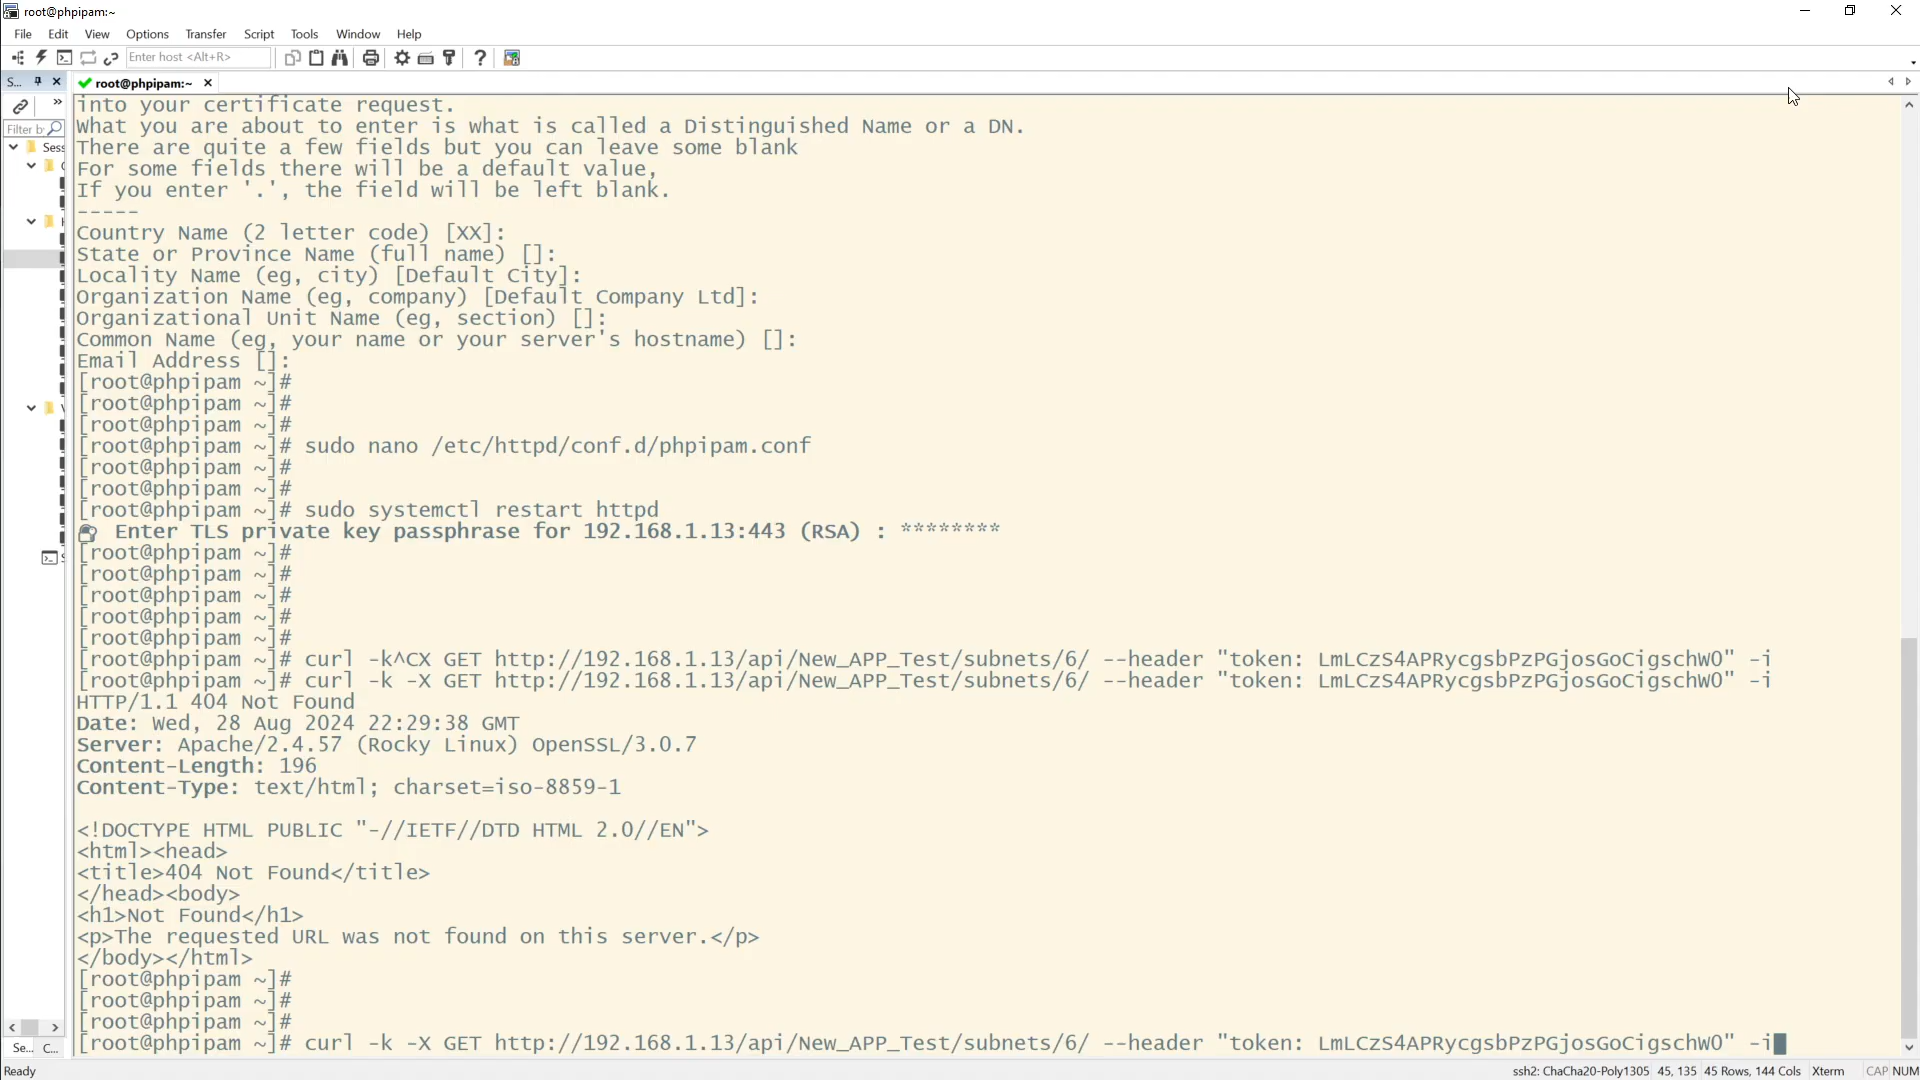 root@phpipam:~
File Edit View Options Transfer Script Tools Window Help
Enter host <Alt+R>
S... root@phpipam:~
Filter b
Sess
into your certificate request.
What you are about to enter is what is called a Distinguished Name or a DN.
There are quite a few fields but you can leave some blank
For some fields there will be a default value,
If you enter '.', the field will be left blank.
-----
Country Name (2 letter code) [XX]:
State or Province Name (full name) []:
Locality Name (eg, city) [Default City]:
Organization Name (eg, company) [Default Company Ltd]:
Organizational Unit Name (eg, section) []:
Common Name (eg, your name or your server's hostname) []:
Email Address []:
[root@phpipam ~]#
[root@phpipam ~]#
[root@phpipam ~]#
[root@phpipam ~]# sudo nano /etc/httpd/conf.d/phpipam.conf
[root@phpipam ~]#
[root@phpipam ~]#
[root@phpipam ~]# sudo systemctl restart httpd
🔐 Enter TLS private key passphrase for 192.168.1.13:443 (RSA) : ********
[root@phpipam ~]#
[root@phpipam ~]#
[root@phpipam ~]#
[root@phpipam ~]#
[root@phpipam ~]#
[root@phpipam ~]# curl -k^CX GET http://192.168.1.13/api/New_APP_Test/subnets/6/ --header "token: LmLCzS4APRycgsbPzPGjosGoCigschWO" -i
[root@phpipam ~]# curl -k -X GET http://192.168.1.13/api/New_APP_Test/subnets/6/ --header "token: LmLCzS4APRycgsbPzPGjosGoCigschWO" -i
HTTP/1.1 404 Not Found
Date: Wed, 28 Aug 2024 22:29:38 GMT
Server: Apache/2.4.57 (Rocky Linux) OpenSSL/3.0.7
Content-Length: 196
Content-Type: text/html; charset=iso-8859-1
<!DOCTYPE HTML PUBLIC "-//IETF//DTD HTML 2.0//EN">
<html><head>
<title>404 Not Found</title>
</head><body>
<h1>Not Found</h1>
<p>The requested URL was not found on this server.</p>
</body></html>
[root@phpipam ~]#
[root@phpipam ~]#
[root@phpipam ~]#
[root@phpipam ~]# curl -k -X GET http://192.168.1.13/api/New_APP_Test/subnets/6/ --header "token: LmLCzS4APRycgsbPzPGjosGoCigschWO" -i
Se... C...
Ready ssh2: ChaCha20-Poly1305 45, 135 45 Rows, 144 Cols Xterm CAP NUM